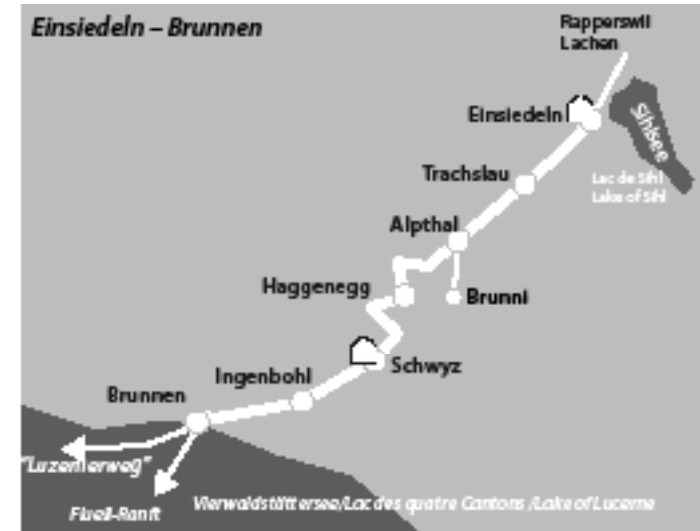 Einsiedeln – Brunnen
Rapperswil
Lachen
Einsiedeln
Sihlsee
Trachslau
Lac de Sihl
Lake of Sihl
Alpthal
Haggenegg
Brunni
Schwyz
Ingenbohl
Brunnen
"Luzernerweg"
Vierwaldstättersee/Lac des quatre Cantons /Lake of Lucerne
Flüeli-Ranft